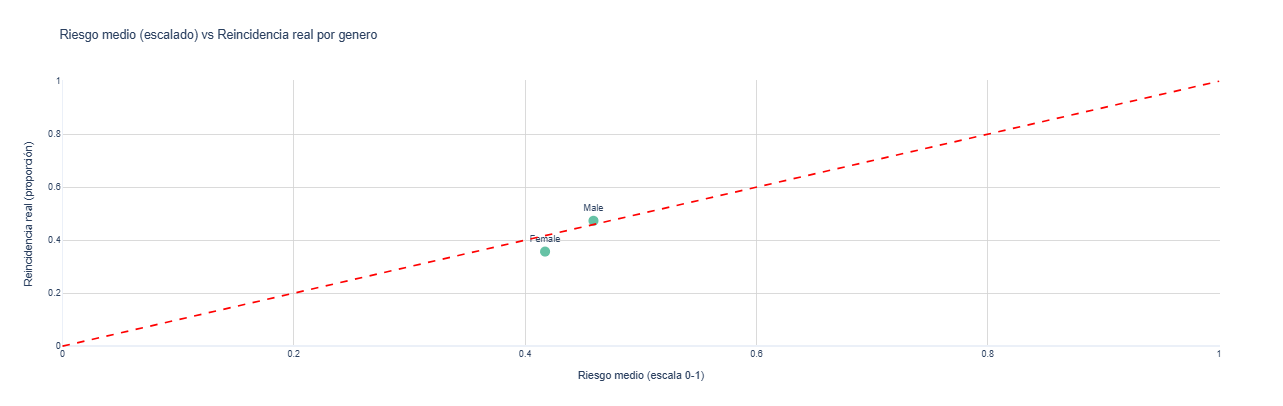 Riesgo medio (escalado) vs Reincidencia real por genero
1
0.8
0.6
0.4
0.2
0
Reincidencia real (proporción)
Male
Female
0
0.2
0.4
0.6
0.8
1
Riesgo medio (escala 0-1)